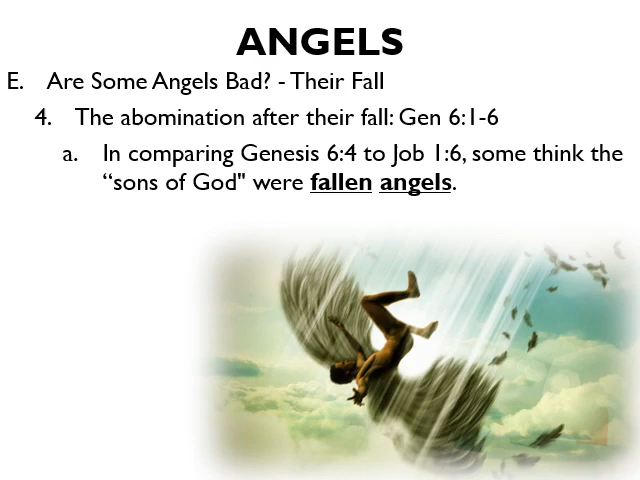 ANGELS
E. Are Some Angels Bad? - Their Fall
4. The abomination after their fall: Gen 6:1-6
a. In comparing Genesis 6:4 to Job 1:6, some think the
“sons of God" were fallen angels.